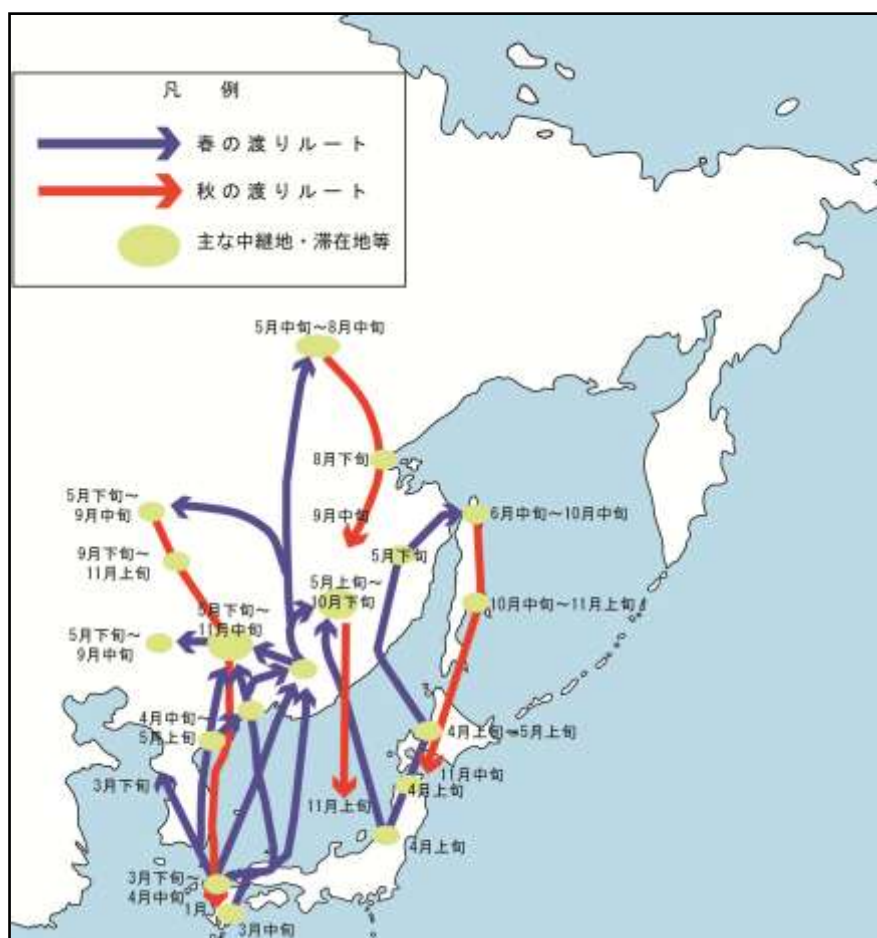 凡 例
春の渡りルート
秋の渡りルート
主な中継地・滞在地等
5月中旬～8月中旬
8月下旬
9月中旬
5月下旬～
9月中旬
6月中旬～10月中旬
5月下旬
9月下旬～
11月上旬
5月上旬～
10月下旬
10月中旬～11月上旬
5月下旬～
11月中旬
5月下旬～
9月中旬
4月中旬～
5月上旬
4月上旬～5月上旬
11月中旬
3月下旬
4月上旬
11月上旬
4月上旬
3月下旬～
4月中旬
1月
3月中旬